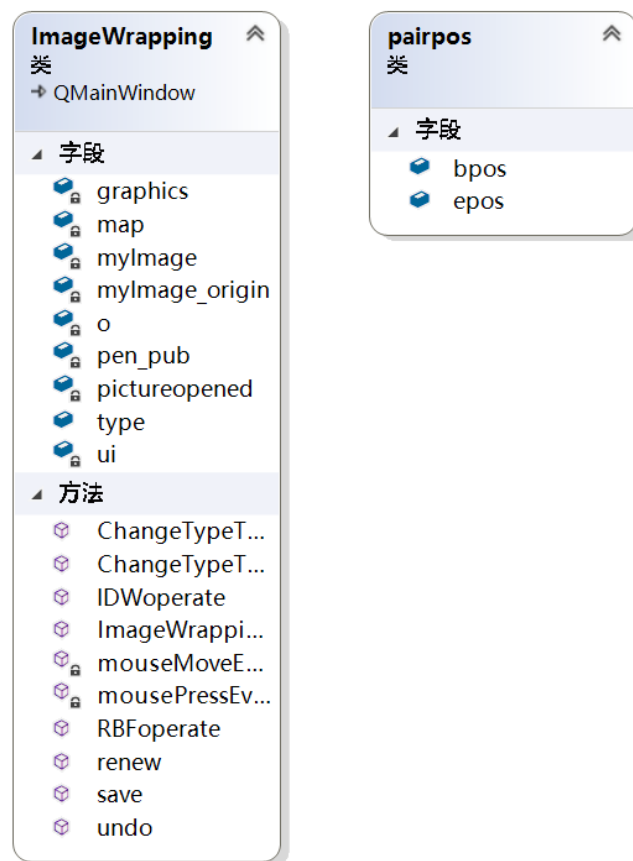 ImageWrapping
类
QMainWindow
字段
graphics
map
myImage
myImage_origin
o
pen_pub
pictureopened
type
ui
方法
ChangeTypeT...
ChangeTypeT...
IDWoperate
ImageWrappi...
mouseMoveE...
mousePressEv...
RBFoperate
renew
save
undo
pairpos
类
字段
bpos
epos